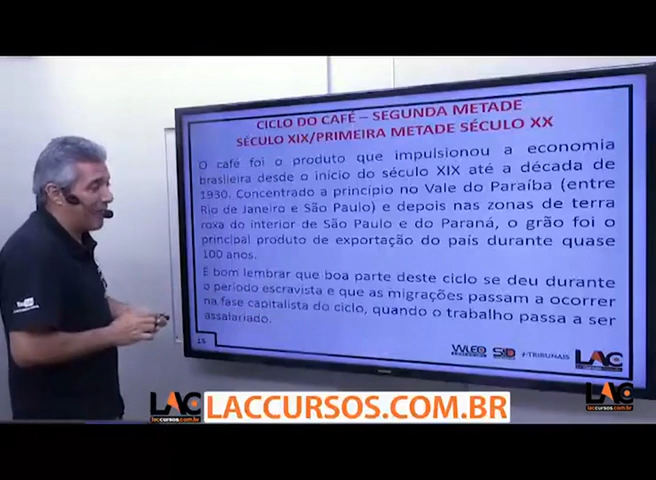 CICLO DO CAFÉ – SEGUNDA METADE
SÉCULO XIX/PRIMEIRA METADE SÉCULO XX
O café foi o produto que impulsionou a economia
brasileira desde o início do século XIX até a década de
1930. Concentrado a princípio no Vale do Paraíba (entre
Rio de Janeiro e São Paulo) e depois nas zonas de terra
roxa do interior de São Paulo e do Paraná, o grão foi o
principal produto de exportação do país durante quase
100 anos.
É bom lembrar que boa parte deste ciclo se deu durante
o período escravista e que as migrações passam a ocorrer
na fase capitalista do ciclo, quando o trabalho passa a ser
assalariado.
15
#TRIBUNAIS
LAC
LAC
laccursos.com.br
LACCURSOS.COM.BR
LAC
laccursos.com.br